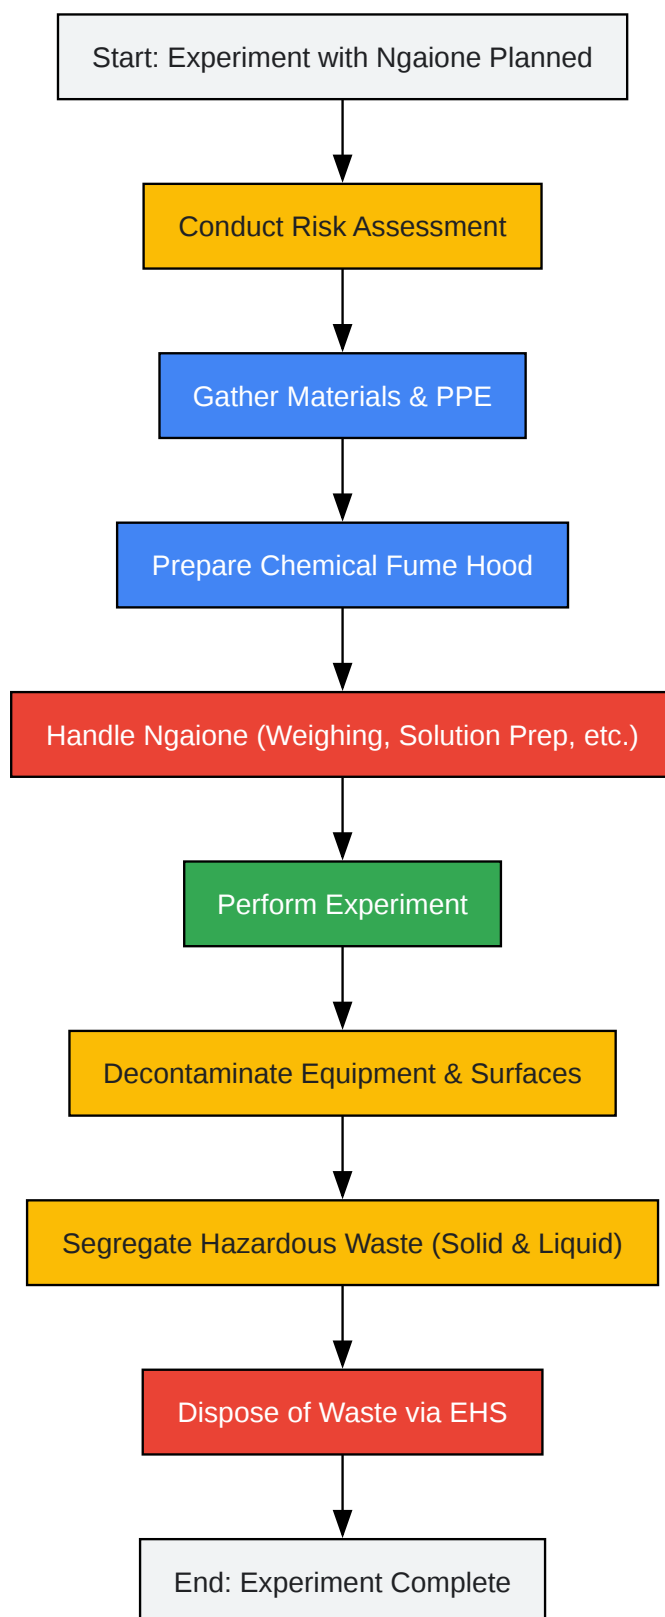 Start: Experiment with Ngaione Planned
Conduct Risk Assessment
Gather Materials & PPE
Prepare Chemical Fume Hood
Handle Ngaione (Weighing, Solution Prep, etc.)
Perform Experiment
Decontaminate Equipment & Surfaces
Segregate Hazardous Waste (Solid & Liquid)
Dispose of Waste via EHS
End: Experiment Complete